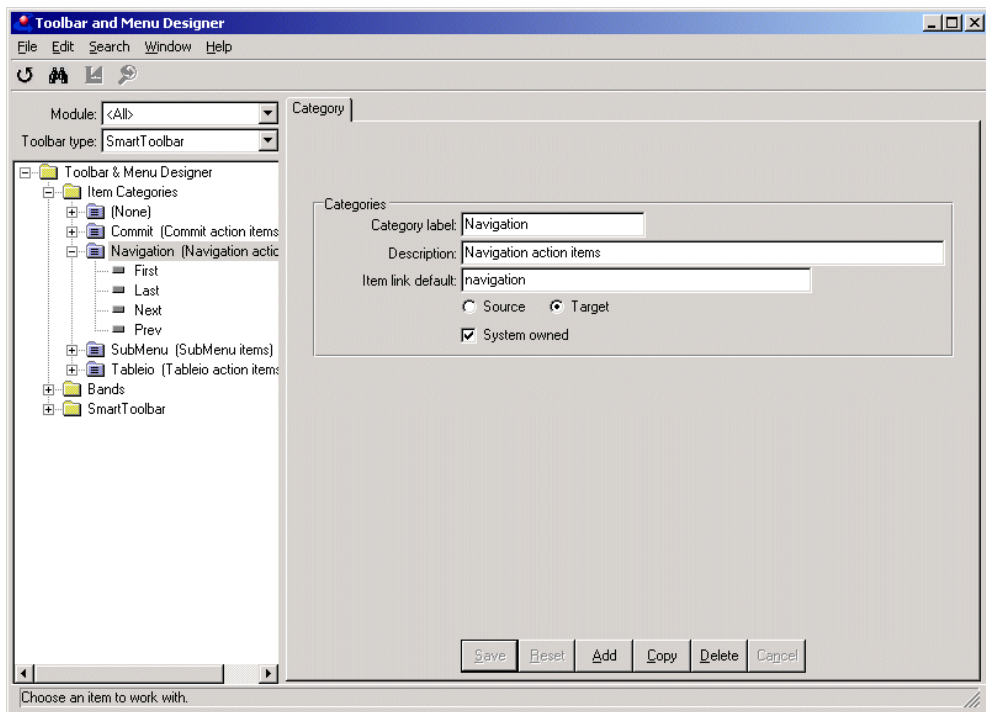 Toolbar and Menu Designer
File Edit Search Window Help
Module: <All>
Toolbar type: SmartToolbar
Category
Toolbar & Menu Designer
Item Categories
(None)
Commit (Commit action items
Navigation (Navigation actic
First
Last
Next
Prev
SubMenu (SubMenu items)
Tableio (Tableio action items
Bands
SmartToolbar
Categories
Category label: Navigation
Description: Navigation action items
Item link default: navigation
Source Target
System owned
Save Reset Add Copy Delete Cancel
Choose an item to work with.